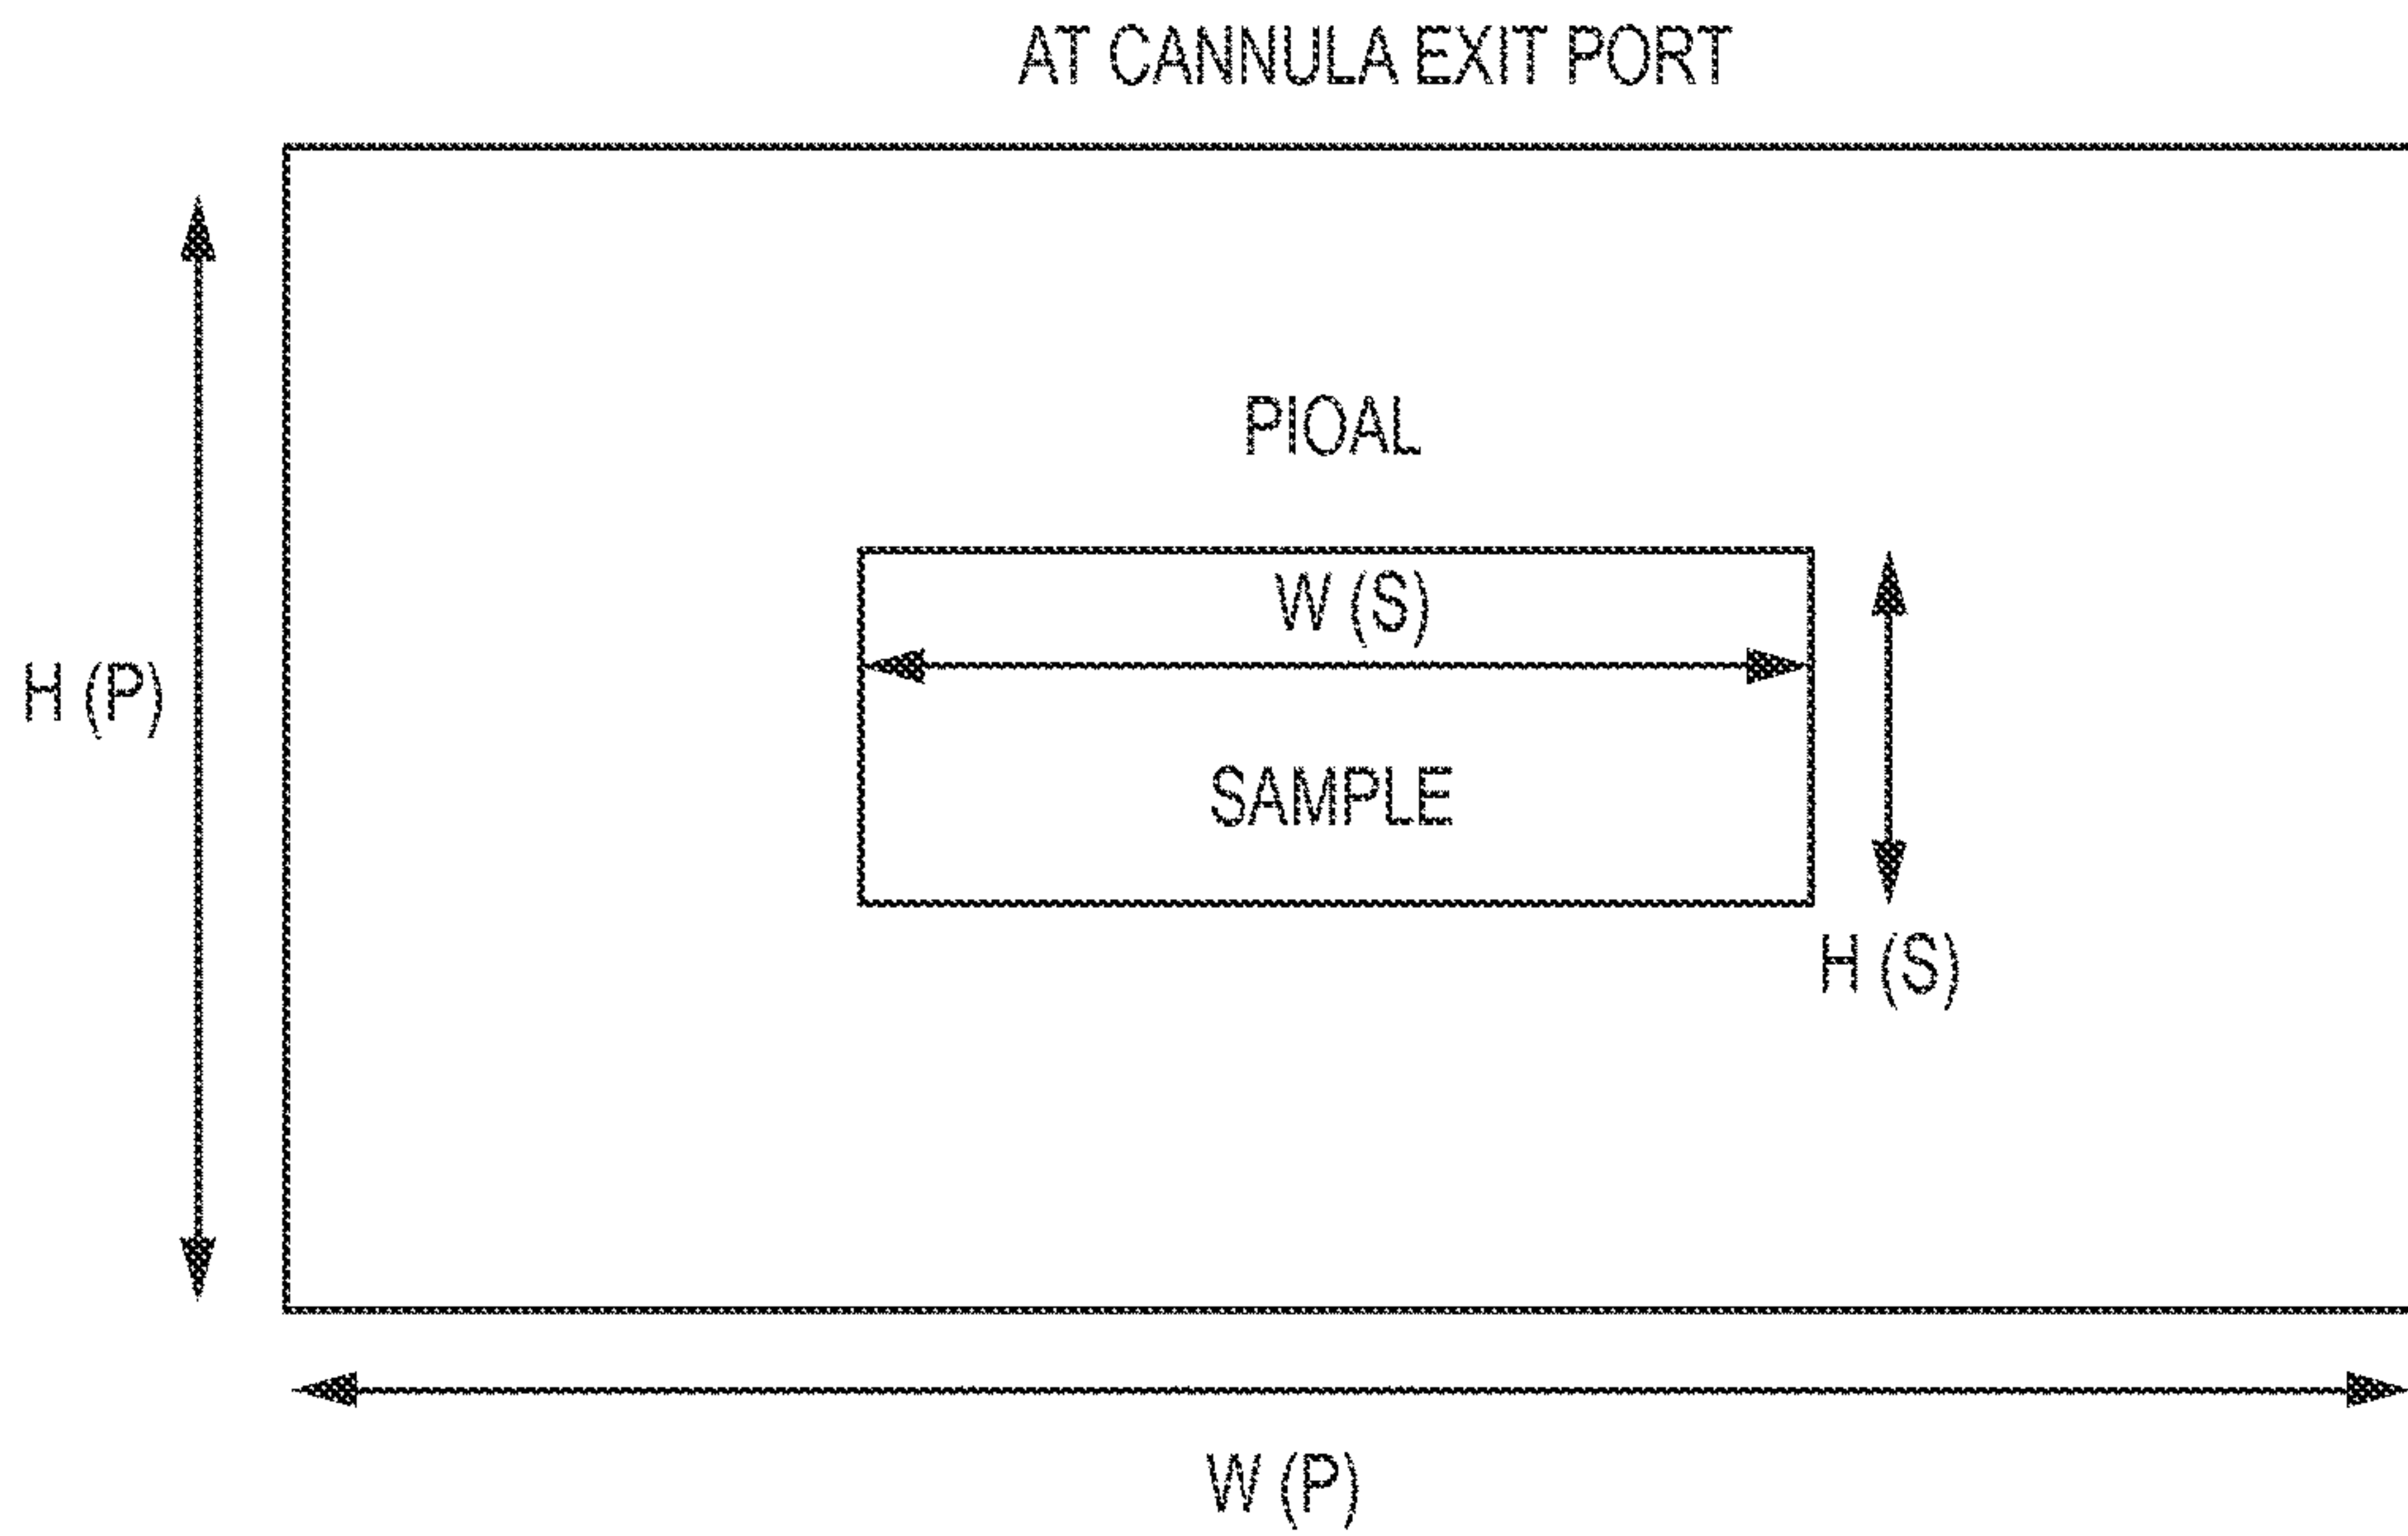 AT CANNULA EXIT PORT
PIOAL
W (S)
H (P)
SAMPLE
H (S)
W (P)